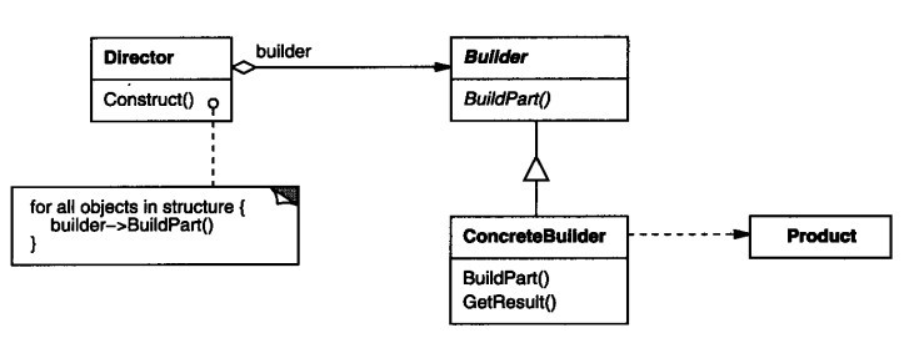 Director
Construct()
builder
Builder
BuildPart()
for all objects in structure {
builder->BuildPart()
}
ConcreteBuilder
BuildPart()
GetResult()
Product